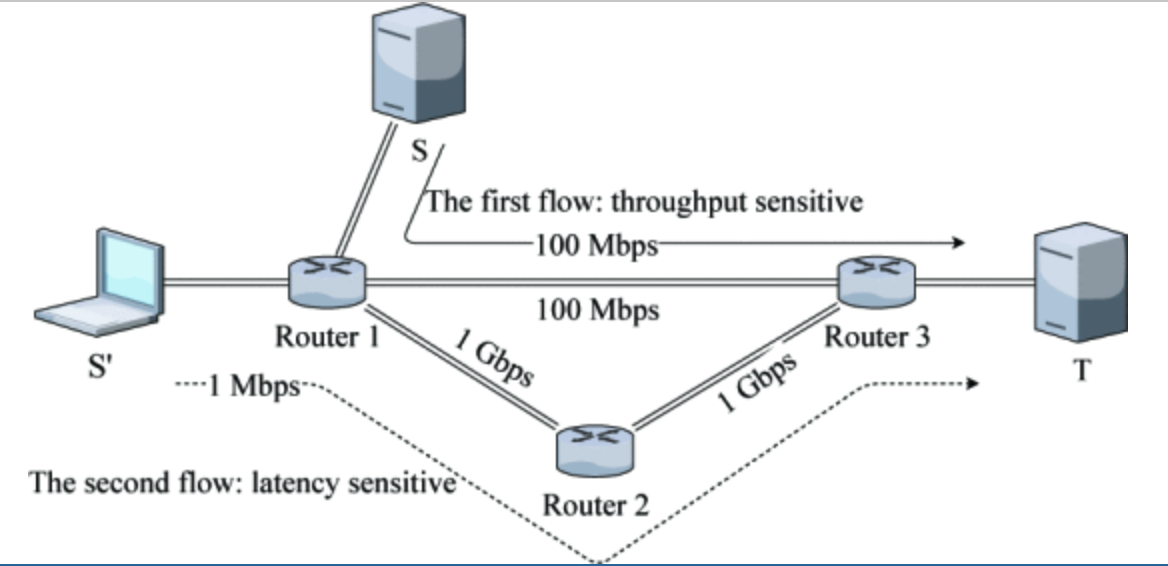 S
The first flow: throughput sensitive
100 Mbps
100 Mbps
Router 1
Router 3
S'
T
1 Gbps
1 Gbps
1 Mbps
The second flow: latency sensitive
Router 2